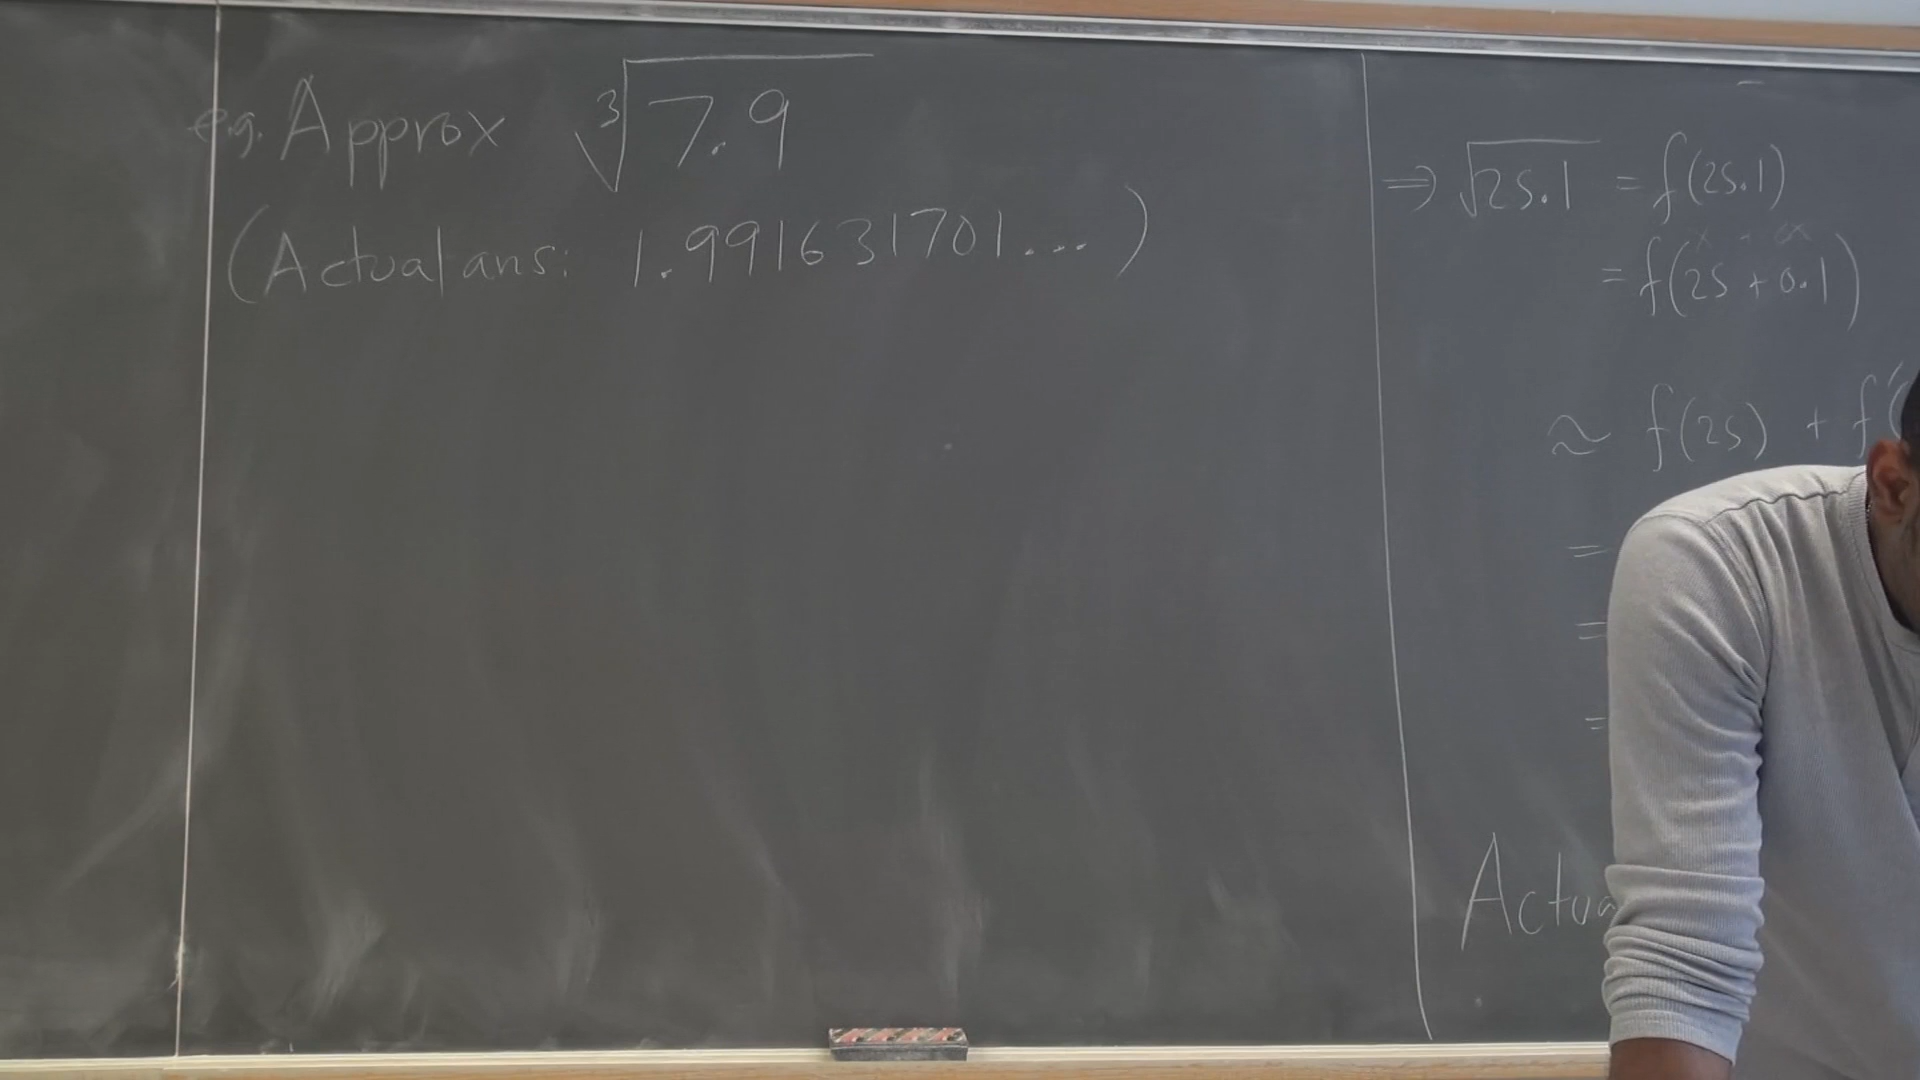 e.g. Approx ∛7.9
(Actual ans: 1.991631701...)
⇒ √25.1 = f(25.1)
= f(25 + 0.1)
≈ f(25) + f'(
=
=
=
Actua